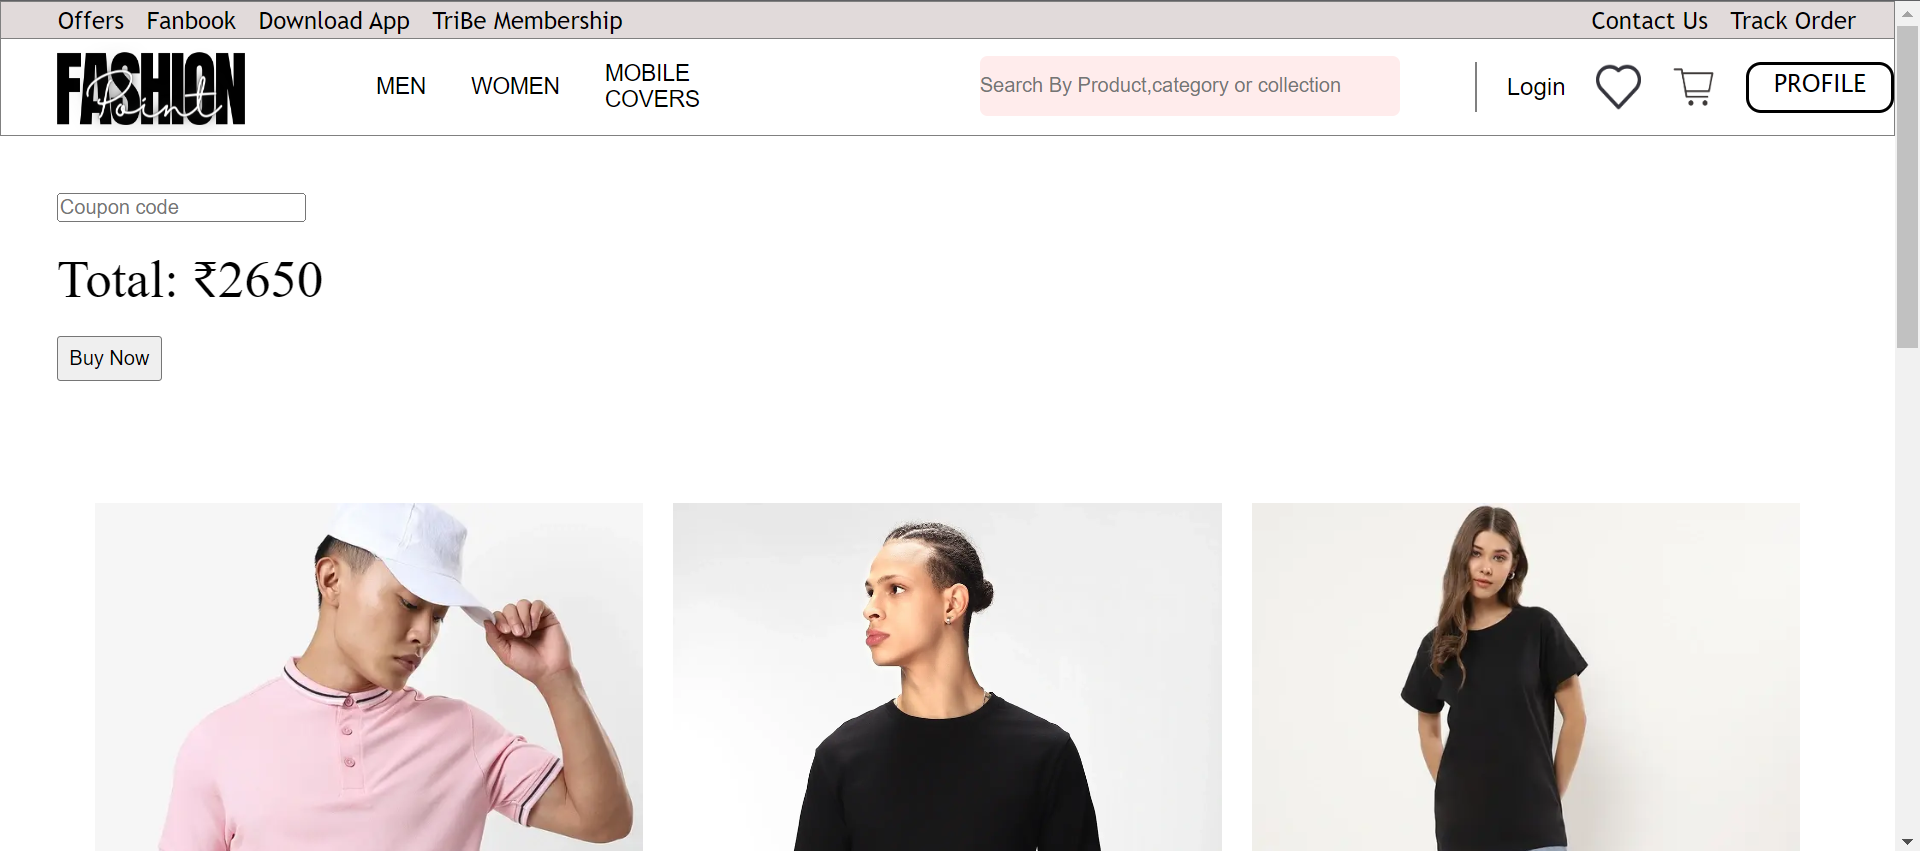 Offers Fanbook Download App TriBe Membership Contact Us Track Order
FASHION
Point
MEN WOMEN MOBILE
COVERS
Search By Product,category or collection
Login
PROFILE
Coupon code
Total: ₹2650
Buy Now